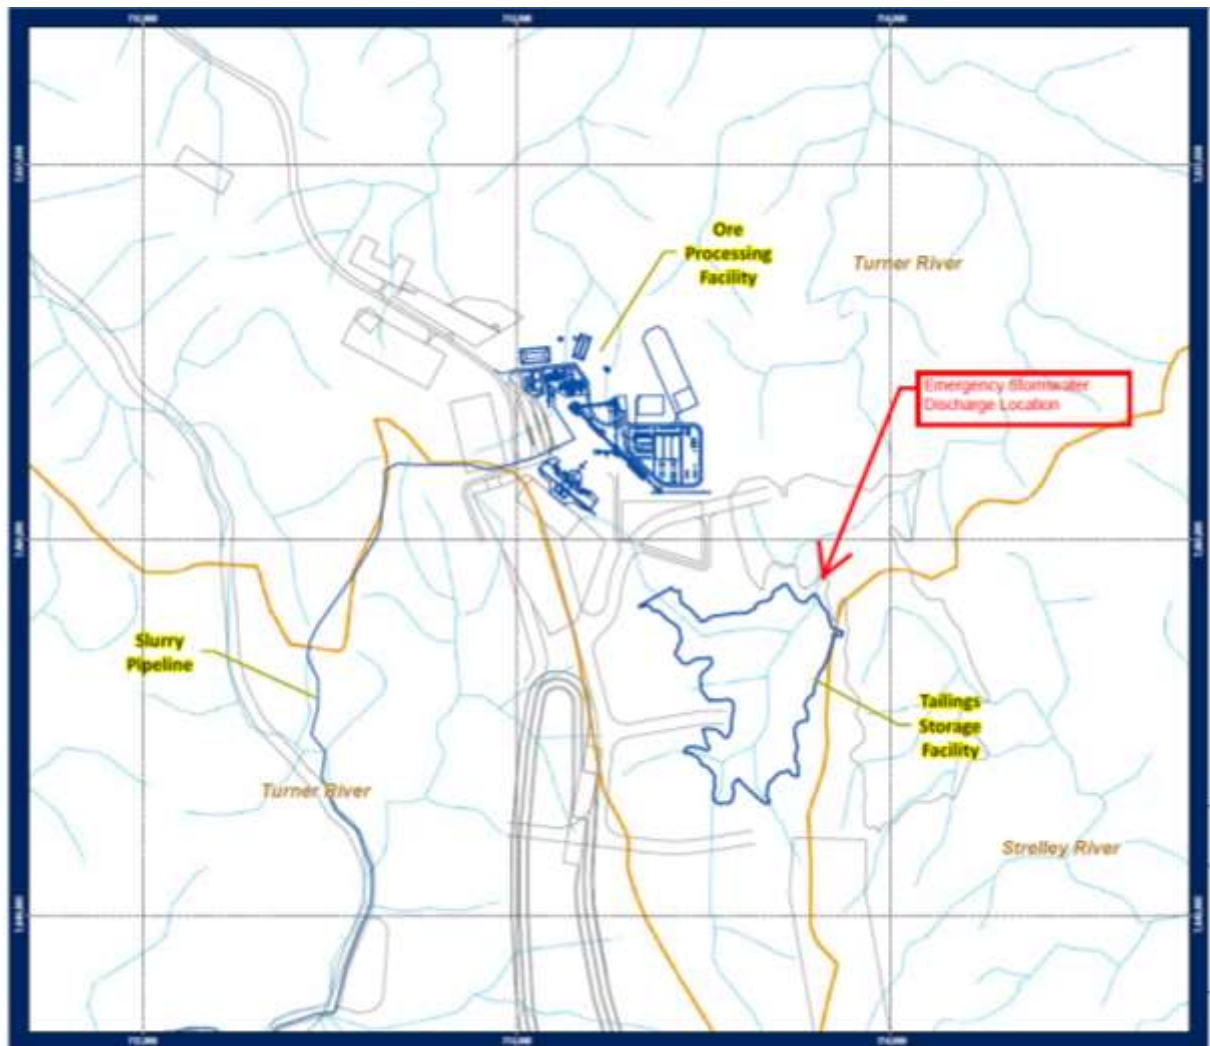 Ore
Processing
Facility
Turner River
Emergency Stormwater
Discharge Location
Slurry
Pipeline
Tailings
Storage
Facility
Turner River
Strelley River